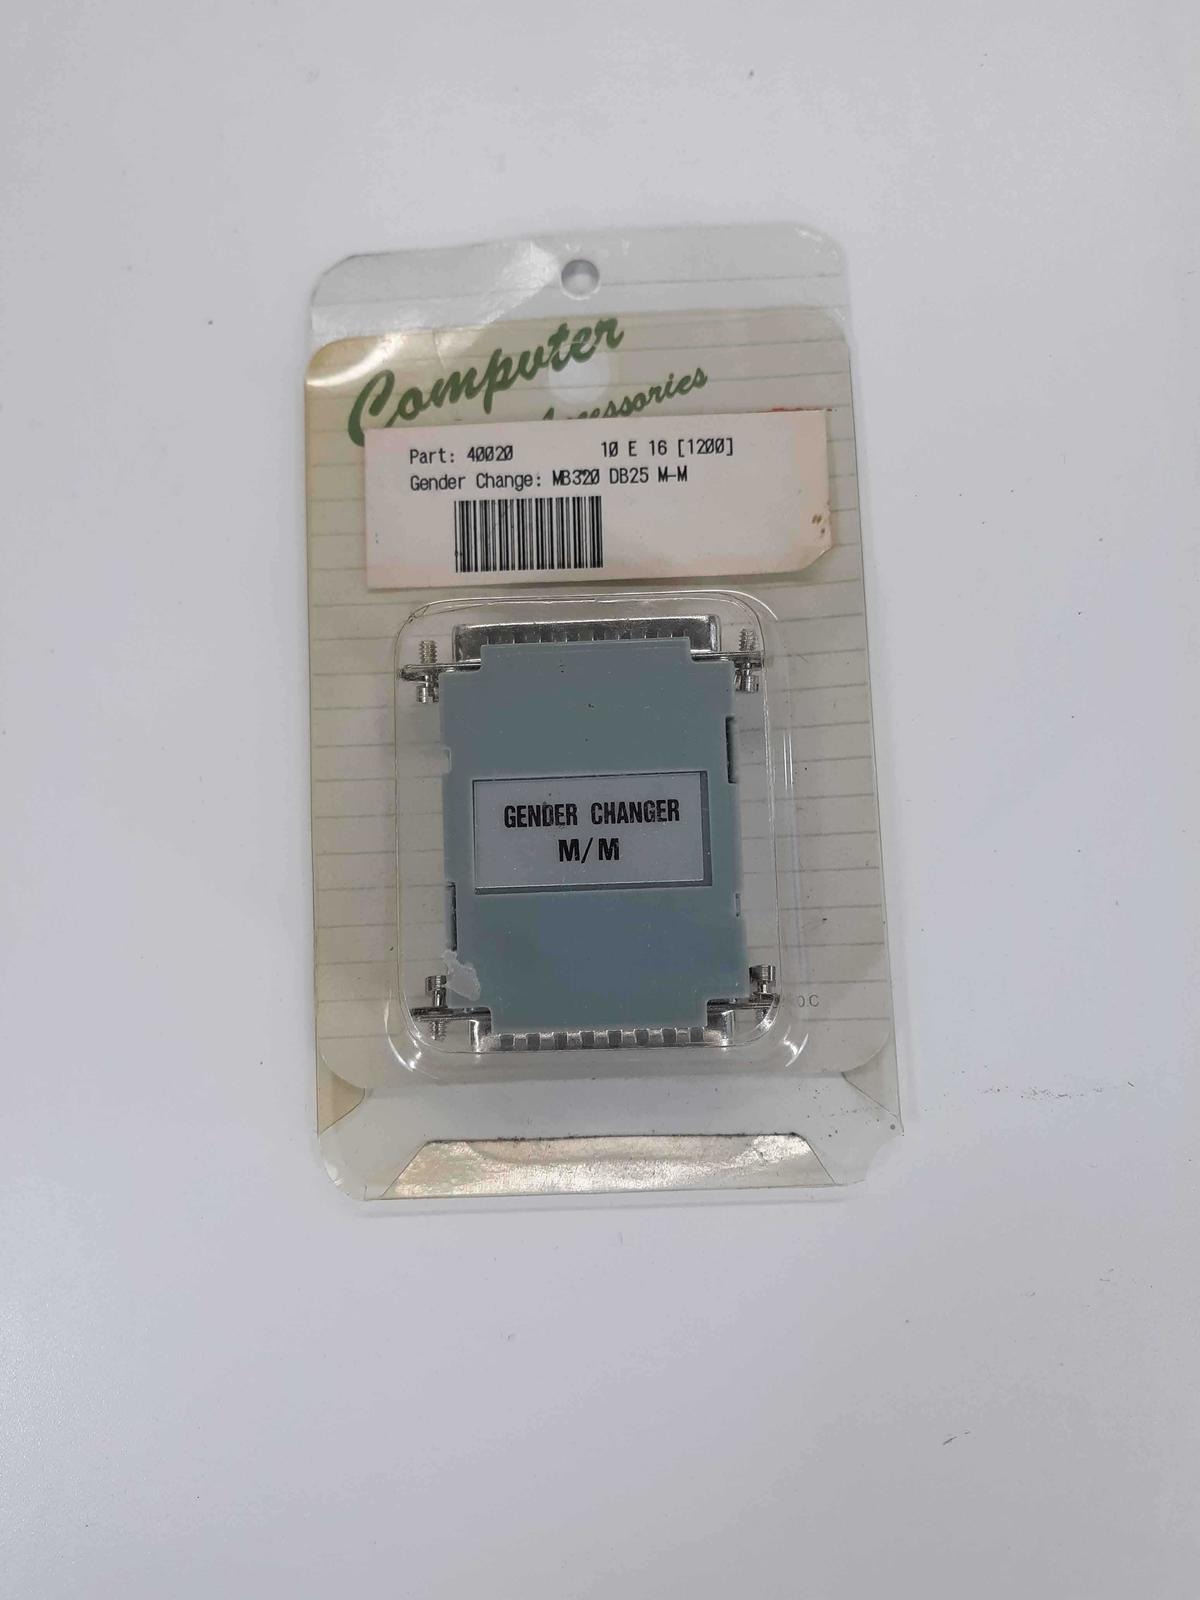 Computer
Accessories
Part: 40020 10 E 16 [1200]
Gender Change: MB320 DB25 M-M
GENDER CHANGER
M/M